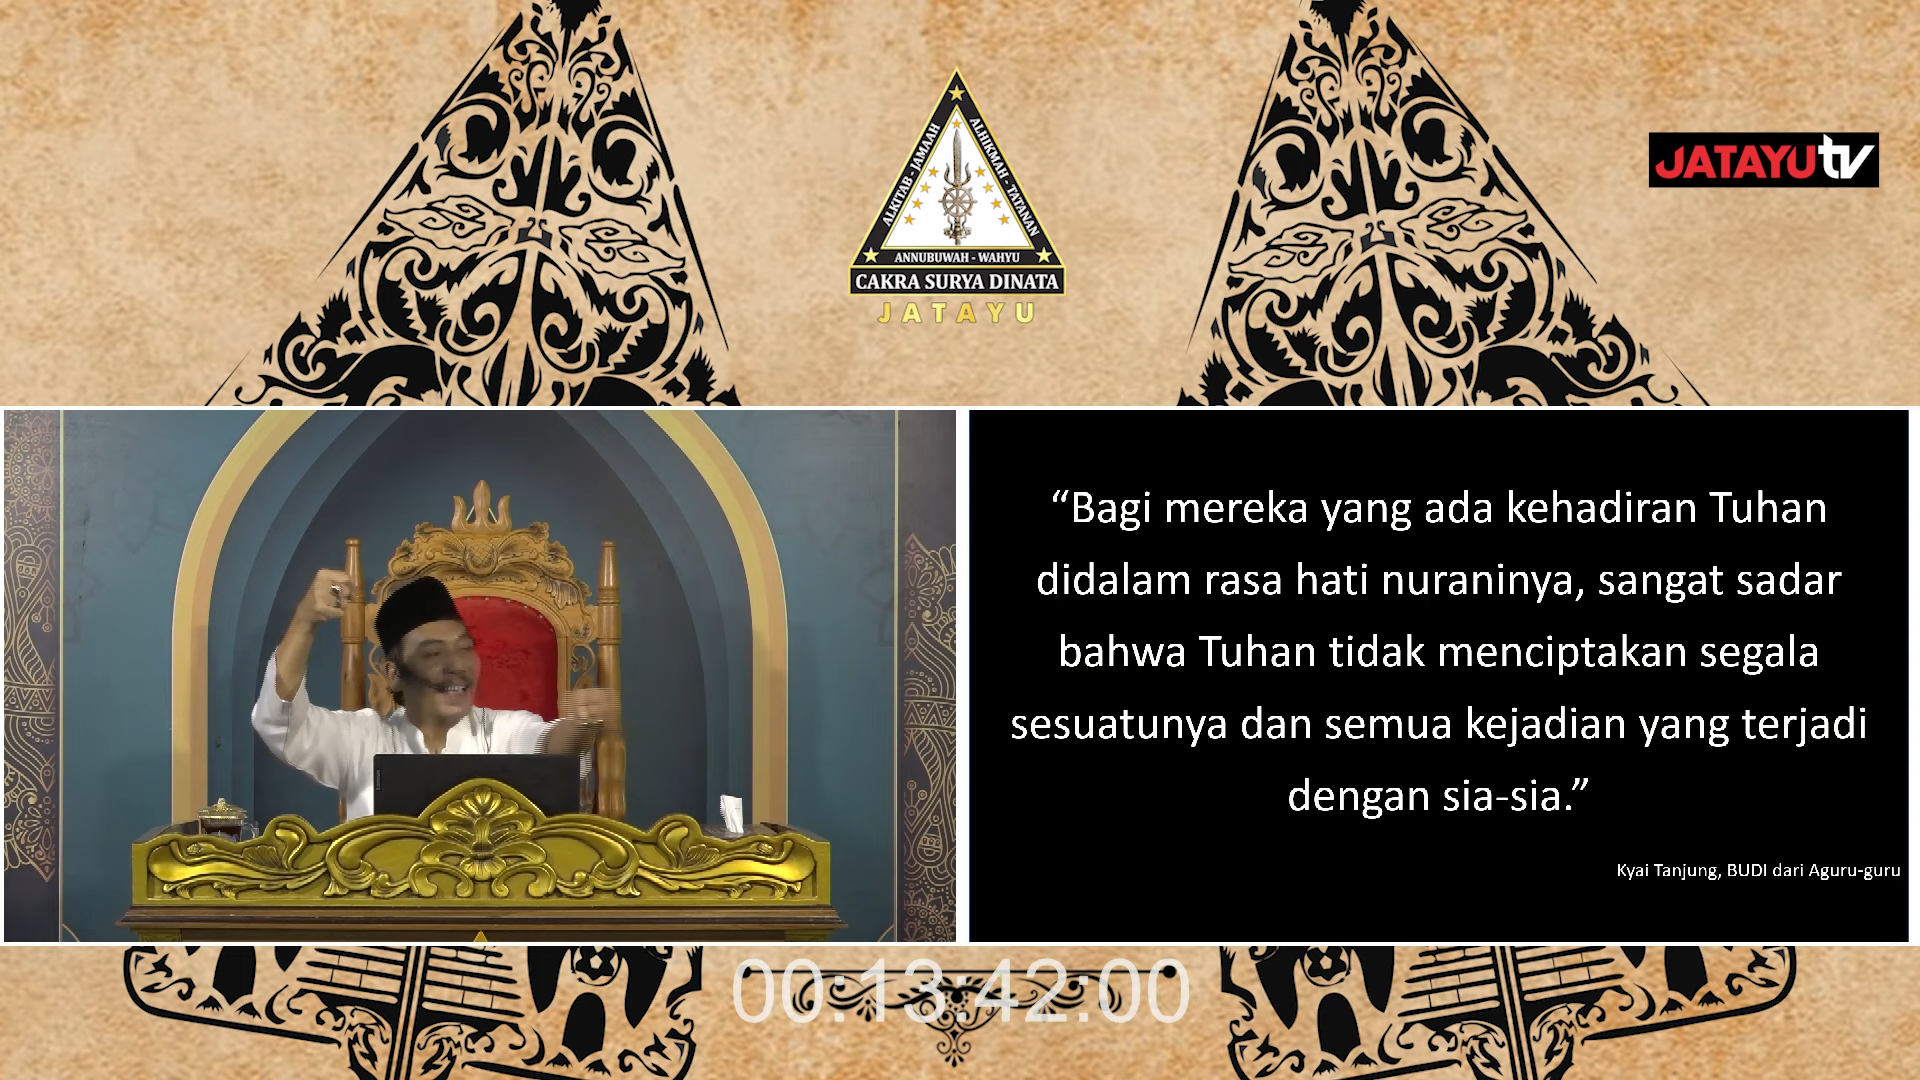 JATAYUtv
ALKITAB - JAMAAH
ALHIKMAH - TATANAN
ANNUBUWAH - WAHYU
CAKRA SURYA DINATA
JATAYU
“Bagi mereka yang ada kehadiran Tuhan
didalam rasa hati nuraninya, sangat sadar
bahwa Tuhan tidak menciptakan segala
sesuatunya dan semua kejadian yang terjadi
dengan sia-sia.”
Kyai Tanjung, BUDI dari Aguru-guru
00:13:42:00